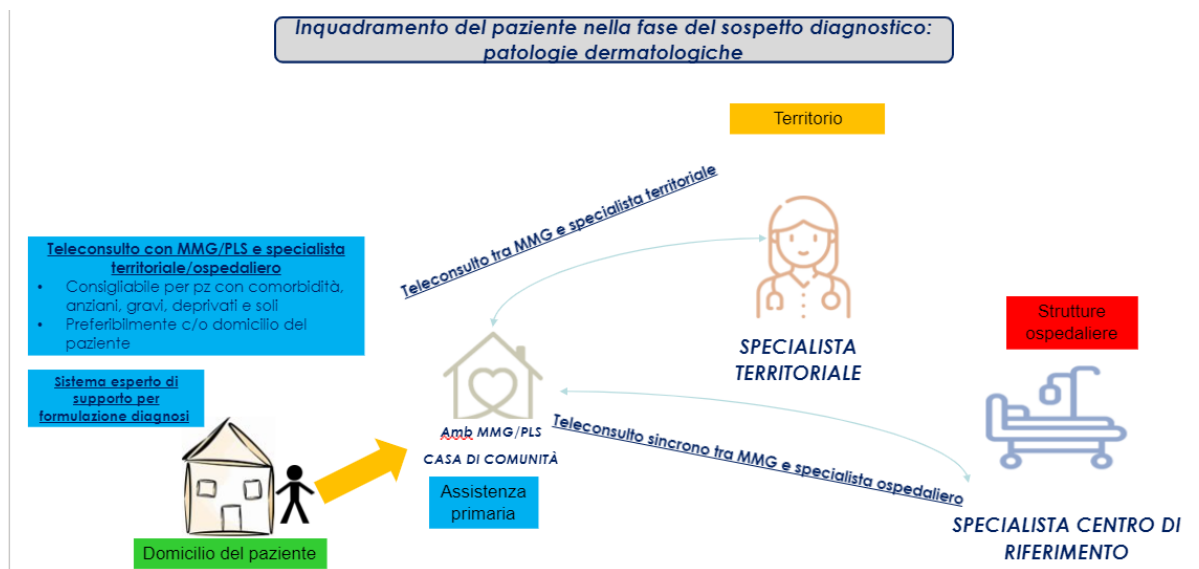 Inquadramento del paziente nella fase del sospetto diagnostico:
patologie dermatologiche
Territorio
Teleconsulto tra MMG e specialista territoriale
Teleconsulto con MMG/PLS e specialista
territoriale/ospedaliero
• Consigliabile per pz con comorbidità,
anziani, gravi, deprivati e soli
• Preferibilmente c/o domicilio del
paziente
Sistema esperto di
supporto per
formulazione diagnosi
SPECIALISTA
TERRITORIALE
Strutture
ospedaliere
Amb MMG/PLS
CASA DI COMUNITÀ
Assistenza
primaria
Teleconsulto sincrono tra MMG e specialista ospedaliero
Domicilio del paziente
SPECIALISTA CENTRO DI
RIFERIMENTO